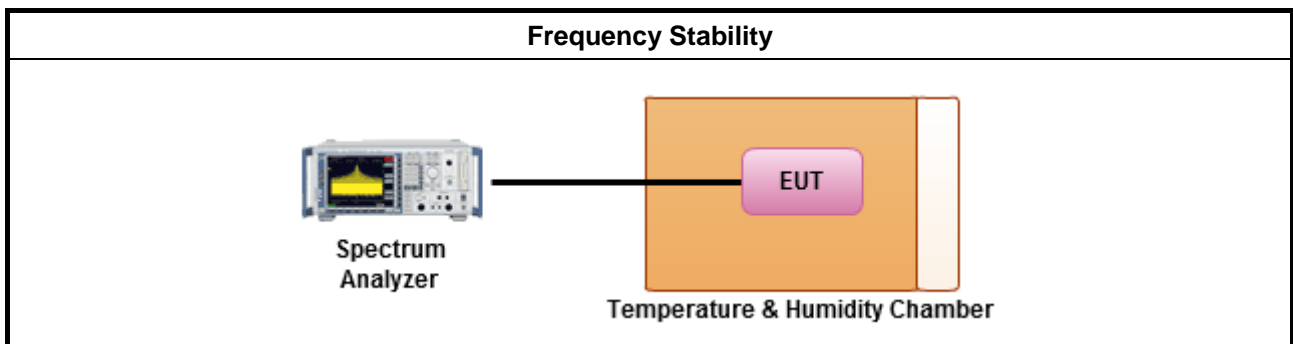 Frequency Stability
EUT
Spectrum
Analyzer
Temperature & Humidity Chamber